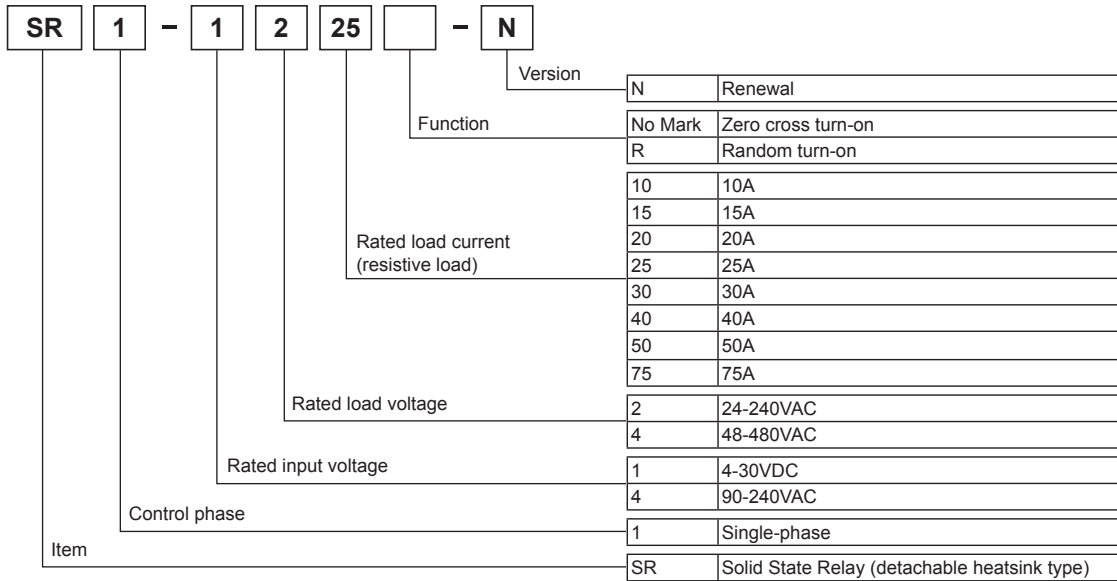 SR 1 - 1 2 25 - N
Version
N Renewal
Function
No Mark Zero cross turn-on
R Random turn-on
10 10A
15 15A
20 20A
Rated load current
(resistive load)
25 25A
30 30A
40 40A
50 50A
75 75A
Rated load voltage
2 24-240VAC
4 48-480VAC
Rated input voltage
1 4-30VDC
4 90-240VAC
Control phase
1 Single-phase
Item
SR Solid State Relay (detachable heatsink type)